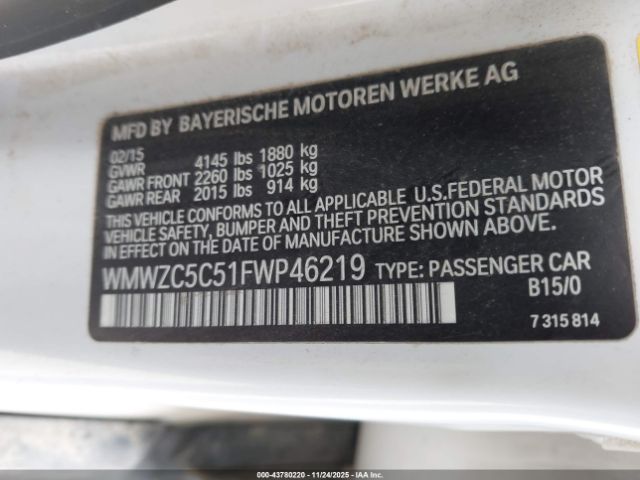 MFD BY BAYERISCHE MOTOREN WERKE AG
02/15
GVWR 4145 lbs 1880 kg
GAWR FRONT 2260 lbs 1025 kg
GAWR REAR 2015 lbs 914 kg
THIS VEHICLE CONFORMS TO ALL APPLICABLE U.S.FEDERAL MOTOR
VEHICLE SAFETY, BUMPER AND THEFT PREVENTION STANDARDS
IN EFFECT ON THE DATE OF MANUFACTURE SHOWN ABOVE.
WMWZC5C51FWP46219 TYPE: PASSENGER CAR
B15/0
7 315 814
000-43780220 - 11/24/2025 - COPYRIGHT IAA, LLC.